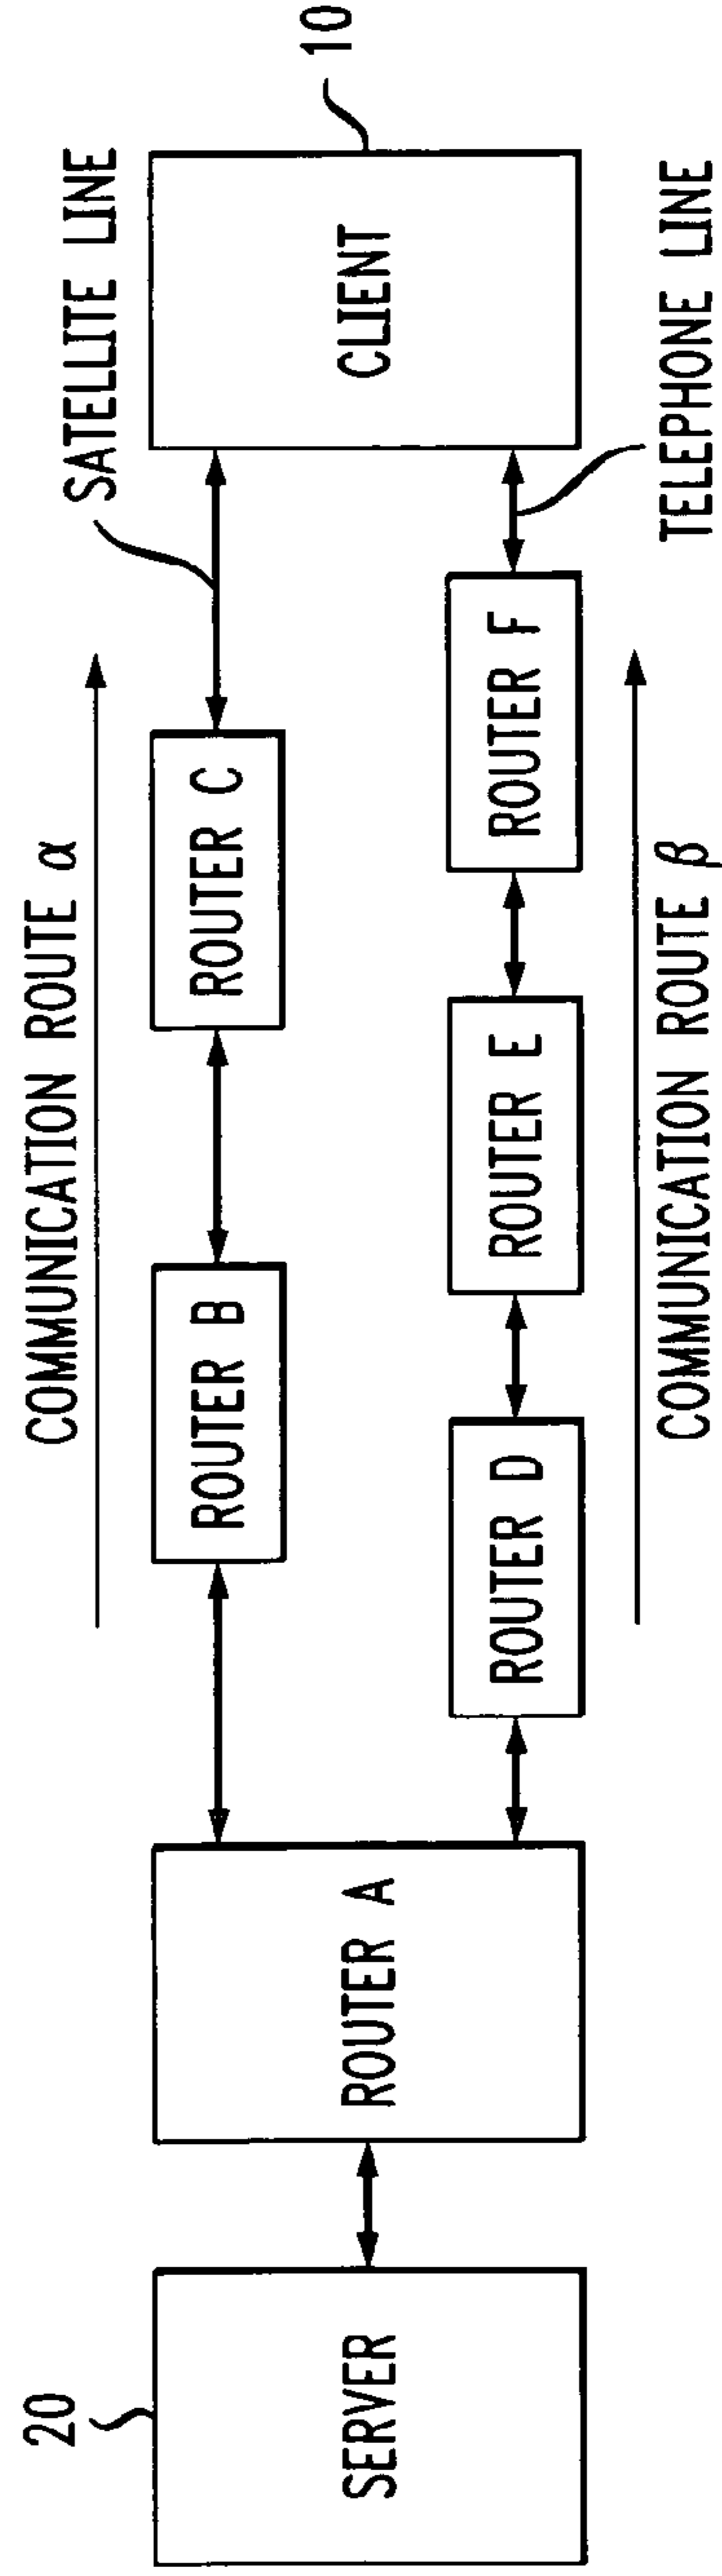 COMMUNICATION ROUTE α
SATELLITE LINE
20
SERVER
ROUTER A
ROUTER B
ROUTER C
CLIENT
10
ROUTER D
ROUTER E
ROUTER F
TELEPHONE LINE
COMMUNICATION ROUTE β